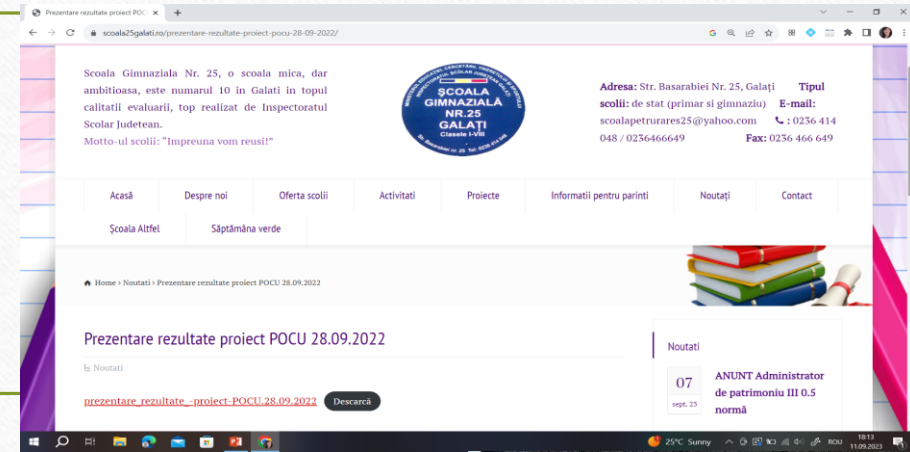 Prezentare rezultate proiect POC
scoala25galati.ro/prezentare-rezultate-proiect-pocu-28-09-2022/
Scoala Gimnaziala Nr. 25, o scoala mica, dar
ambitioasa, este numarul 10 in Galati in topul
calitatii evaluarii, top realizat de Inspectoratul
Scolar Judetean.
Motto-ul scolii: “Impreuna vom reusi!”
ȘCOALA
GIMNAZIALĂ
NR.25
GALAȚI
Clasele I-VIII
Adresa: Str. Basarabiei Nr. 25, Galați Tipul
scolii: de stat (primar si gimnaziu) E-mail:
scoalapetrurares25@yahoo.com : 0236 414
048 / 0236466649 Fax: 0236 466 649
Acasă Despre noi Oferta scolii Activitati Proiecte Informatii pentru parinti Noutați Contact
Școala Altfel Săptămâna verde
Home › Noutati › Prezentare rezultate proiect POCU 28.09.2022
Prezentare rezultate proiect POCU 28.09.2022
Noutati
prezentare_rezultate_-proiect-POCU.28.09.2022 Descarcă
Noutati
07
sept, 23
ANUNT Administrator
de patrimoniu III 0.5
normă
25°C Sunny ROU 18:13
11.09.2023